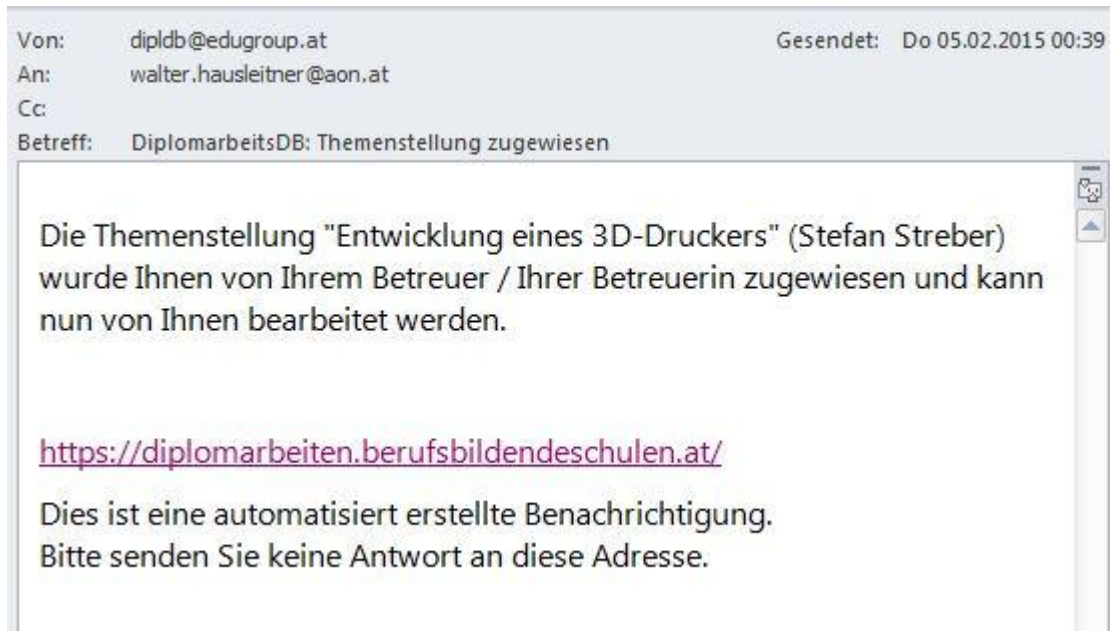 Von: dipldb@edugroup.at Gesendet: Do 05.02.2015 00:39
An: walter.hausleitner@aon.at
Cc:
Betreff: DiplomarbeitsDB: Themenstellung zugewiesen
Die Themenstellung "Entwicklung eines 3D-Druckers" (Stefan Streber)
wurde Ihnen von Ihrem Betreuer / Ihrer Betreuerin zugewiesen und kann
nun von Ihnen bearbeitet werden.
https://diplomarbeiten.berufsbildendeschulen.at/
Dies ist eine automatisiert erstellte Benachrichtigung.
Bitte senden Sie keine Antwort an diese Adresse.